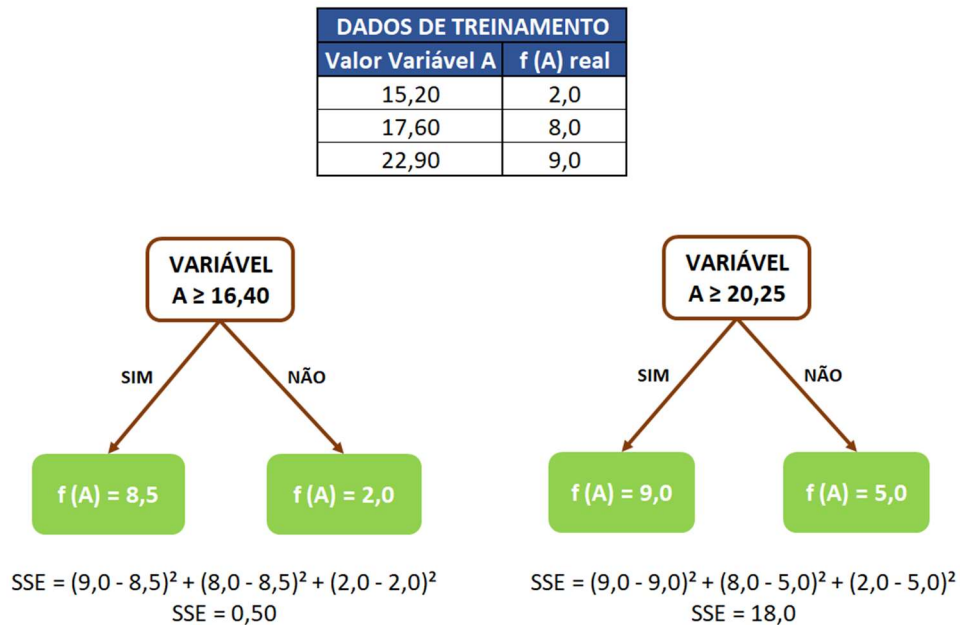 DADOS DE TREINAMENTO
Valor Variável A f (A) real
15,20 2,0
17,60 8,0
22,90 9,0
VARIÁVEL
A ≥ 16,40
SIM NÃO
f (A) = 8,5 f (A) = 2,0
SSE = (9,0 - 8,5)² + (8,0 - 8,5)² + (2,0 - 2,0)²
SSE = 0,50
VARIÁVEL
A ≥ 20,25
SIM NÃO
f (A) = 9,0 f (A) = 5,0
SSE = (9,0 - 9,0)² + (8,0 - 5,0)² + (2,0 - 5,0)²
SSE = 18,0